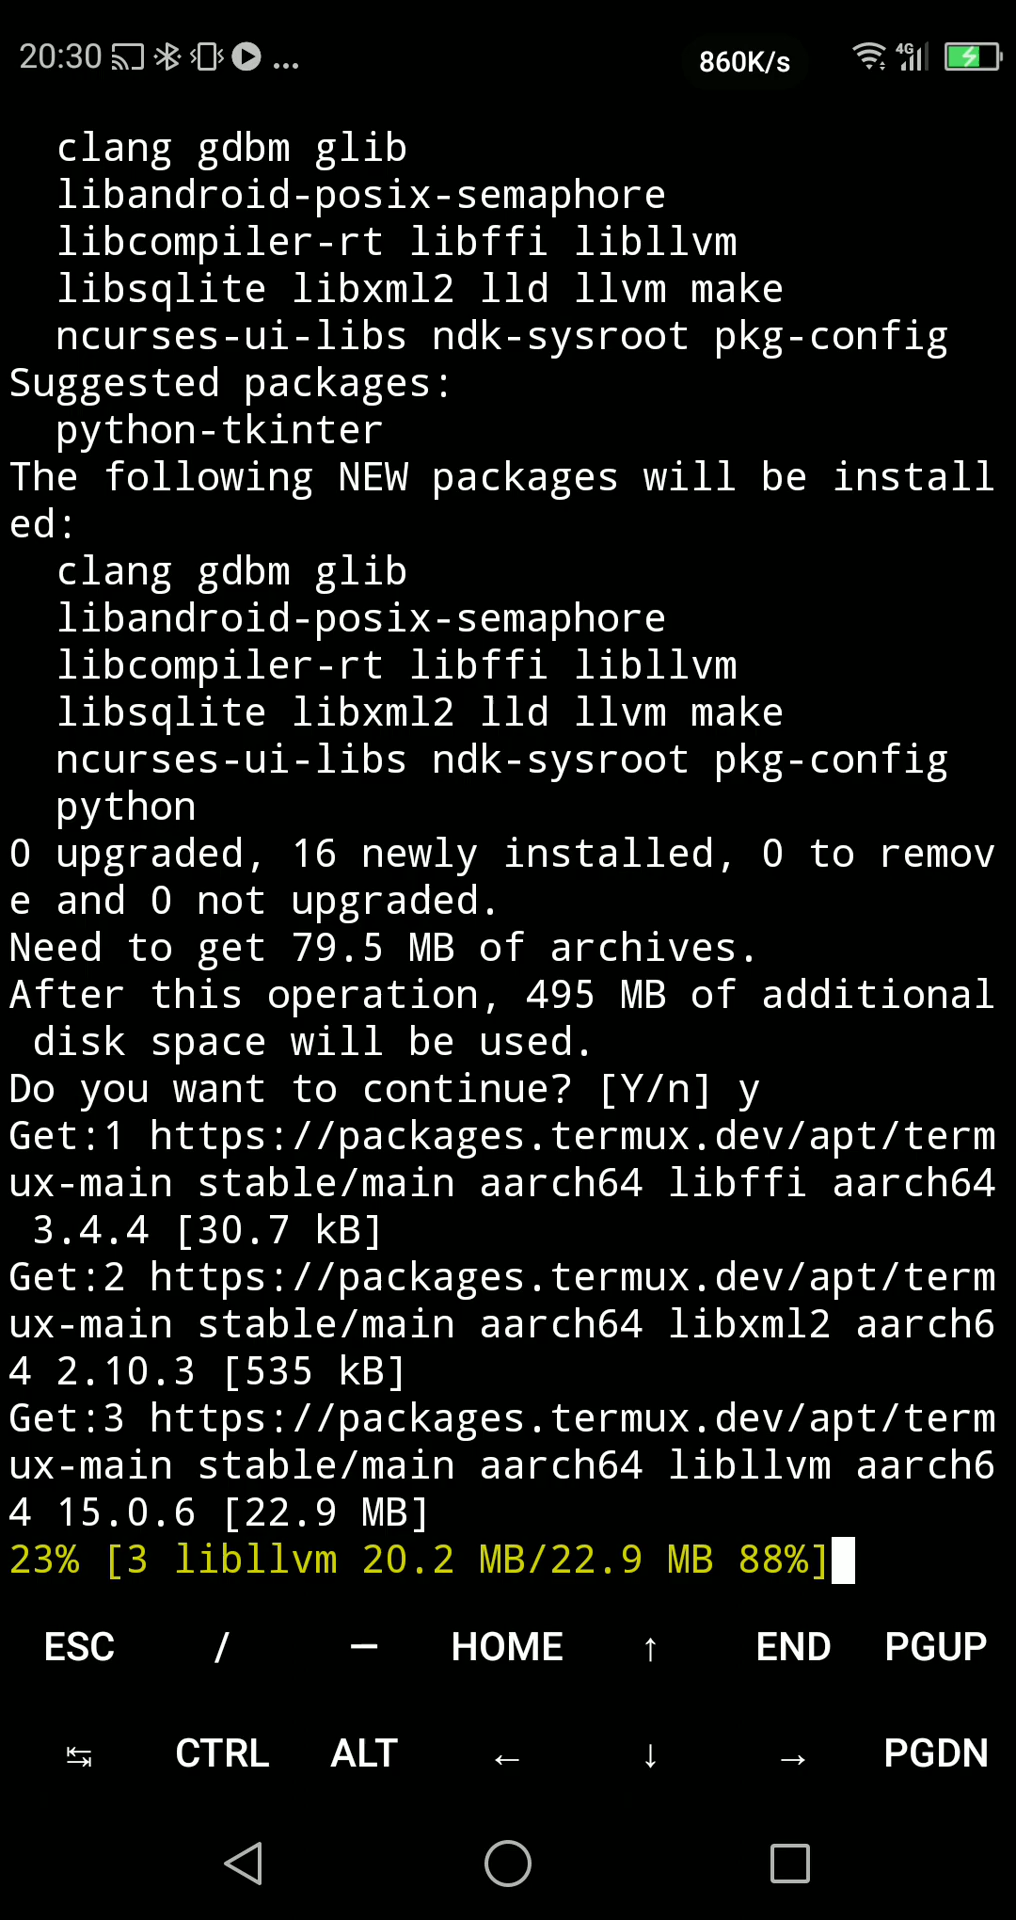 20:30 ... 860K/s 4G
clang gdbm glib
libandroid-posix-semaphore
libcompiler-rt libffi libllvm
libsqlite libxml2 lld llvm make
ncurses-ui-libs ndk-sysroot pkg-config
Suggested packages:
python-tkinter
The following NEW packages will be install
ed:
clang gdbm glib
libandroid-posix-semaphore
libcompiler-rt libffi libllvm
libsqlite libxml2 lld llvm make
ncurses-ui-libs ndk-sysroot pkg-config
python
0 upgraded, 16 newly installed, 0 to remov
e and 0 not upgraded.
Need to get 79.5 MB of archives.
After this operation, 495 MB of additional
disk space will be used.
Do you want to continue? [Y/n] y
Get:1 https://packages.termux.dev/apt/term
ux-main stable/main aarch64 libffi aarch64
3.4.4 [30.7 kB]
Get:2 https://packages.termux.dev/apt/term
ux-main stable/main aarch64 libxml2 aarch6
4 2.10.3 [535 kB]
Get:3 https://packages.termux.dev/apt/term
ux-main stable/main aarch64 libllvm aarch6
4 15.0.6 [22.9 MB]
23% [3 libllvm 20.2 MB/22.9 MB 88%]
ESC / — HOME ↑ END PGUP
↹ CTRL ALT ← ↓ → PGDN